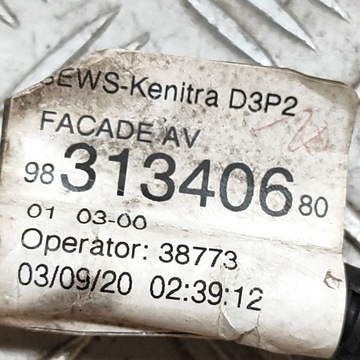 SEWS-Kenitra D3P2
FACADE AV
98 313406 80
01 03-00
Operator: 38773
03/09/20 02:39:12